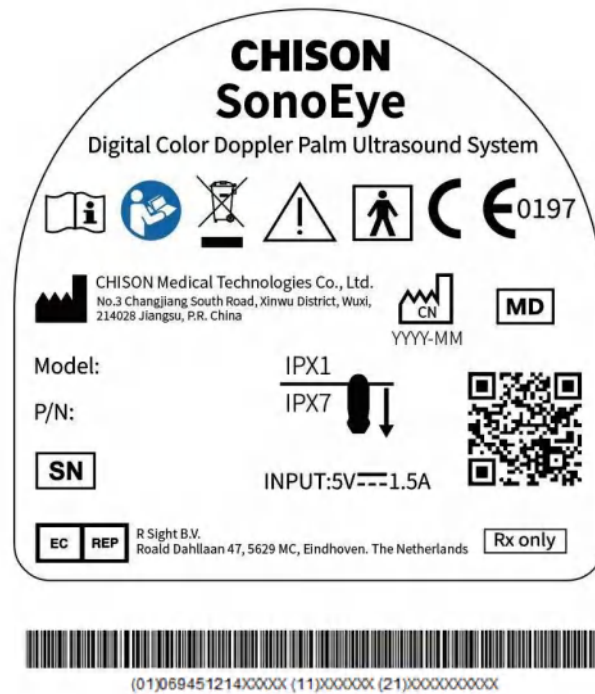 CHISON
SonoEye
Digital Color Doppler Palm Ultrasound System
CE 0197
CHISON Medical Technologies Co., Ltd.
No.3 Changjiang South Road, Xinwu District, Wuxi,
214028 Jiangsu, P.R. China
CN
YYYY-MM
MD
Model:
IPX1
P/N:
IPX7
SN
INPUT:5V⎓1.5A
EC REP
R Sight B.V.
Roald Dahllaan 47, 5629 MC, Eindhoven. The Netherlands
Rx only
(01)069451214XXXXX (11)XXXXXX (21)XXXXXXXXXX